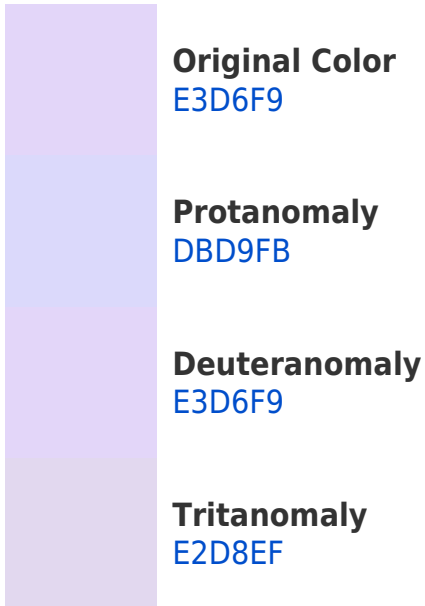 Original Color
E3D6F9
Protanomaly
DBD9FB
Deuteranomaly
E3D6F9
Tritanomaly
E2D8EF